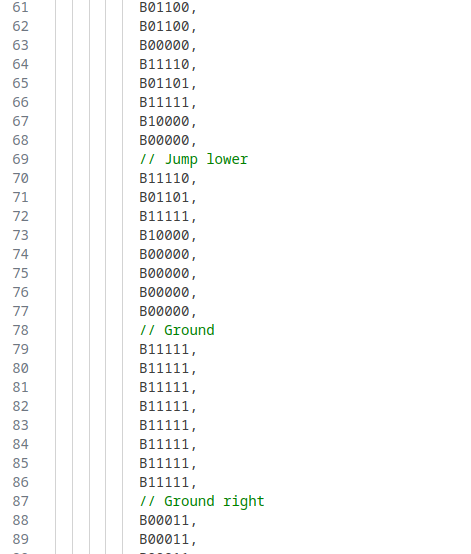 61 B01100,
62 B01100,
63 B00000,
64 B11110,
65 B01101,
66 B11111,
67 B10000,
68 B00000,
69 // Jump lower
70 B11110,
71 B01101,
72 B11111,
73 B10000,
74 B00000,
75 B00000,
76 B00000,
77 B00000,
78 // Ground
79 B11111,
80 B11111,
81 B11111,
82 B11111,
83 B11111,
84 B11111,
85 B11111,
86 B11111,
87 // Ground right
88 B00011,
89 B00011,